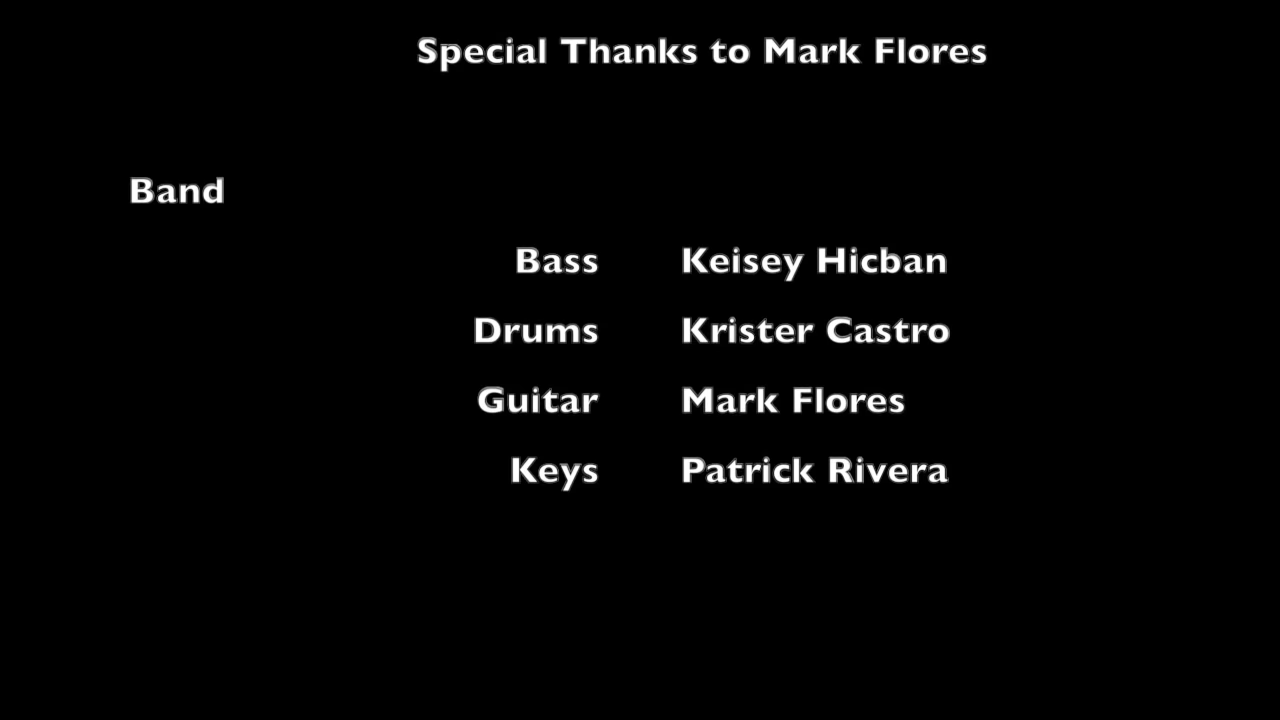 Special Thanks to Mark Flores
Band
Bass Keisey Hicban
Drums Krister Castro
Guitar Mark Flores
Keys Patrick Rivera